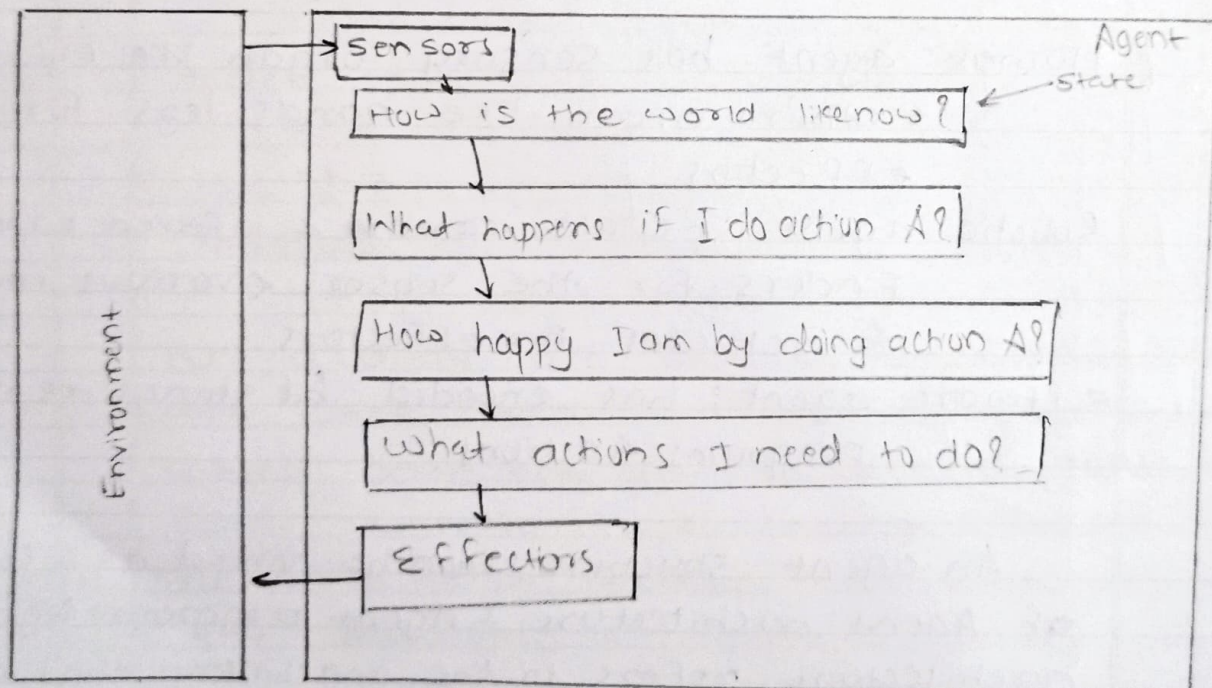 Sensors
Agent
State
How is the world like now?
What happens if I do action A?
How happy I am by doing action A?
What actions I need to do?
Effectors
Environment